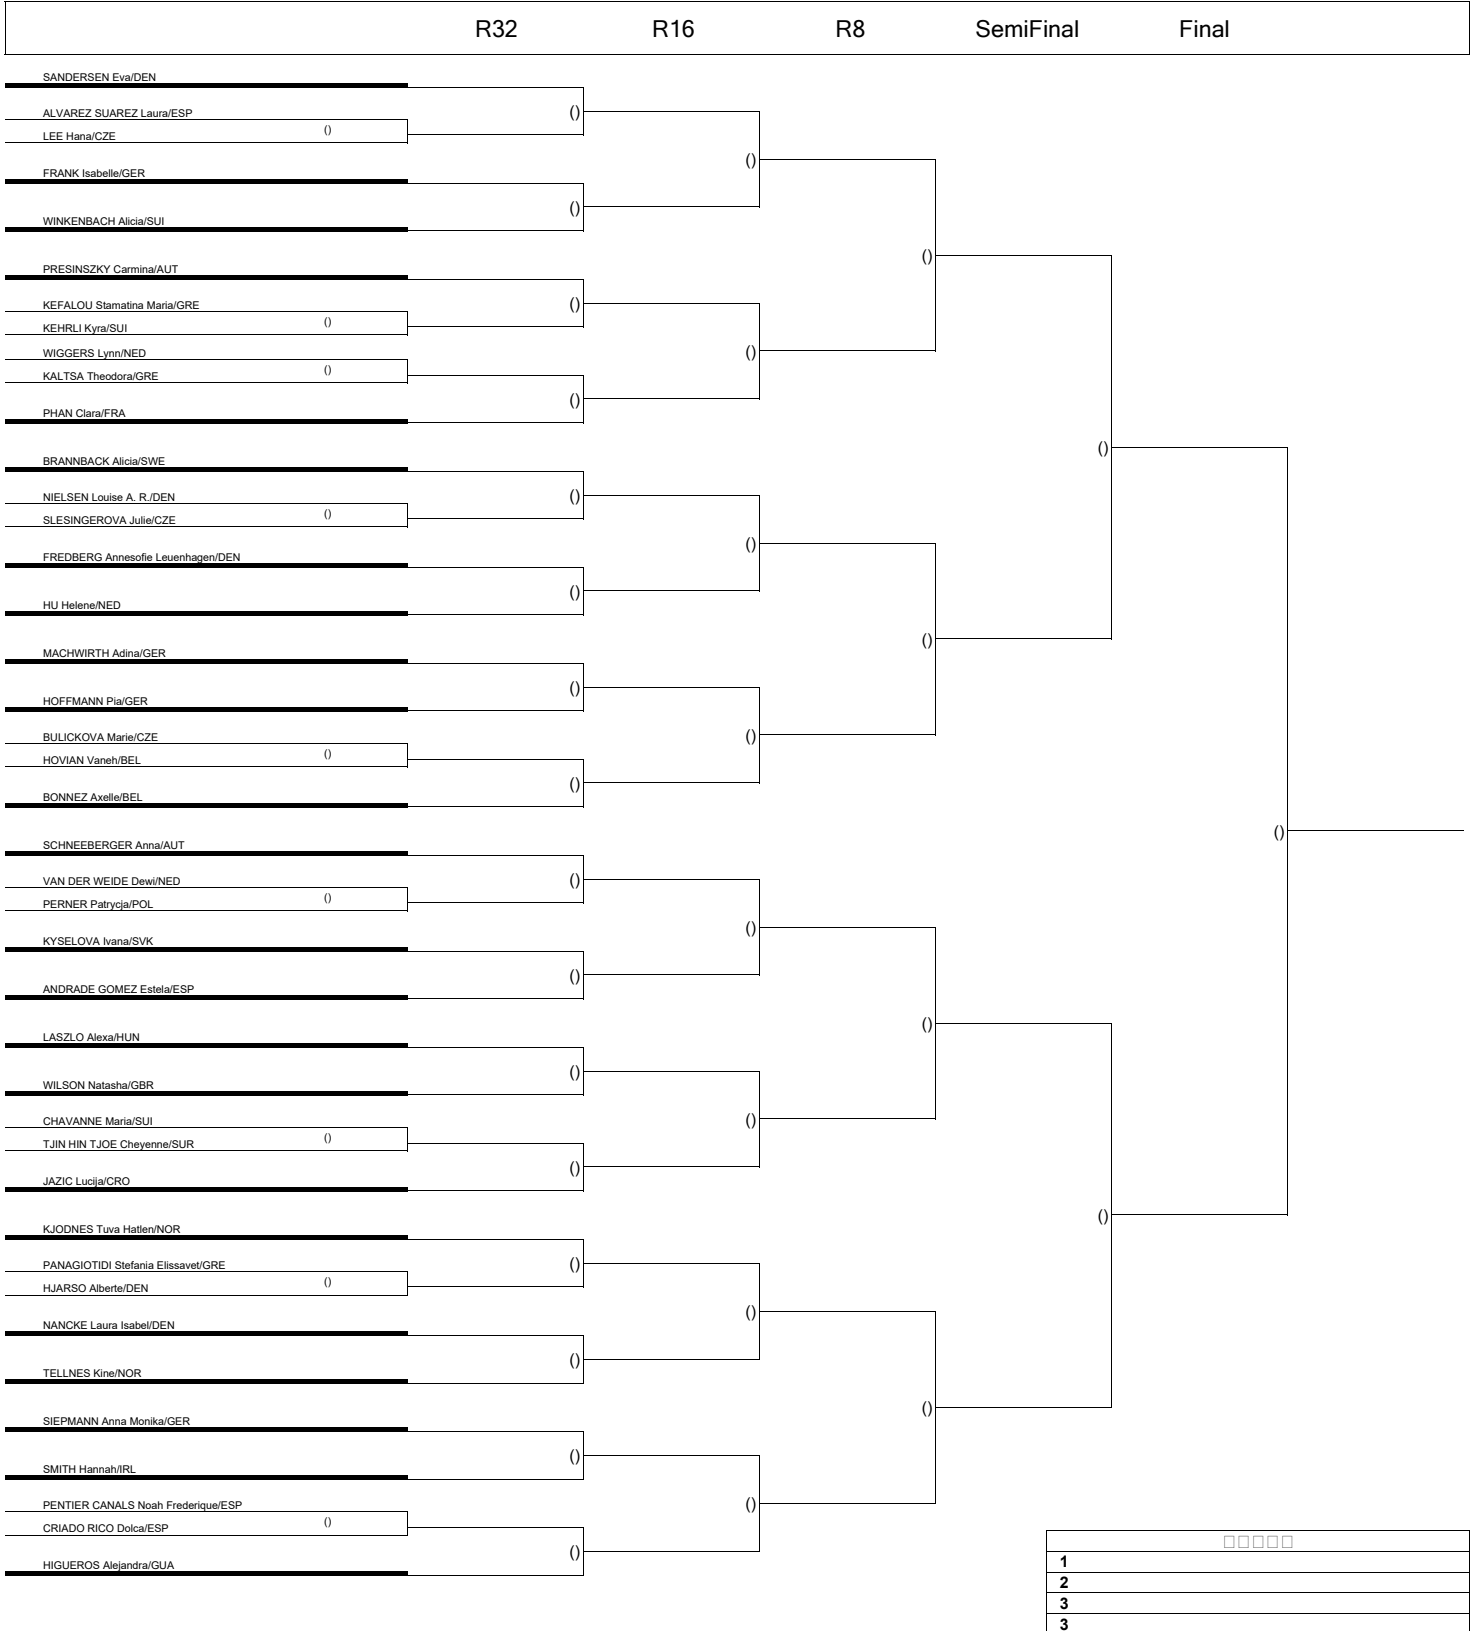 R32 R16 R8 SemiFinal Final
SANDERSEN Eva/DEN
()
ALVAREZ SUAREZ Laura/ESP
()
LEE Hana/CZE
()
FRANK Isabelle/GER
()
WINKENBACH Alicia/SUI
()
PRESINSZKY Carmina/AUT
()
KEFALOU Stamatina Maria/GRE
()
KEHRLI Kyra/SUI
()
WIGGERS Lynn/NED
()
KALTSA Theodora/GRE
()
PHAN Clara/FRA
()
BRANNBACK Alicia/SWE
()
NIELSEN Louise A. R./DEN
()
SLESINGEROVA Julie/CZE
()
FREDBERG Annesofie Leuenhagen/DEN
()
HU Helene/NED
()
MACHWIRTH Adina/GER
()
HOFFMANN Pia/GER
()
BULICKOVA Marie/CZE
()
HOVIAN Vaneh/BEL
()
BONNEZ Axelle/BEL
()
SCHNEEBERGER Anna/AUT
()
VAN DER WEIDE Dewi/NED
()
PERNER Patrycja/POL
()
KYSELOVA Ivana/SVK
()
ANDRADE GOMEZ Estela/ESP
()
LASZLO Alexa/HUN
()
WILSON Natasha/GBR
()
CHAVANNE Maria/SUI
()
TJIN HIN TJOE Cheyenne/SUR
()
JAZIC Lucija/CRO
()
KJODNES Tuva Hatlen/NOR
()
PANAGIOTIDI Stefania Elissavet/GRE
()
HJARSO Alberte/DEN
()
NANCKE Laura Isabel/DEN
()
TELLNES Kine/NOR
()
SIEPMANN Anna Monika/GER
()
SMITH Hannah/IRL
()
PENTIER CANALS Noah Frederique/ESP
()
CRIADO RICO Dolca/ESP
()
HIGUEROS Alejandra/GUA
1
2
3
3